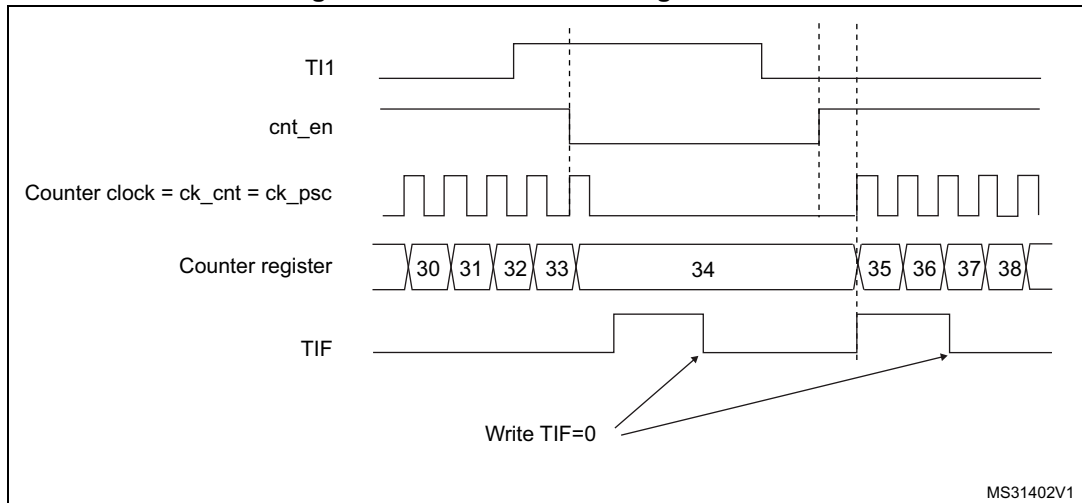 TI1
cnt_en
Counter clock = ck_cnt = ck_psc
Counter register
30 31 32 33 34 35 36 37 38
TIF
Write TIF=0
MS31402V1